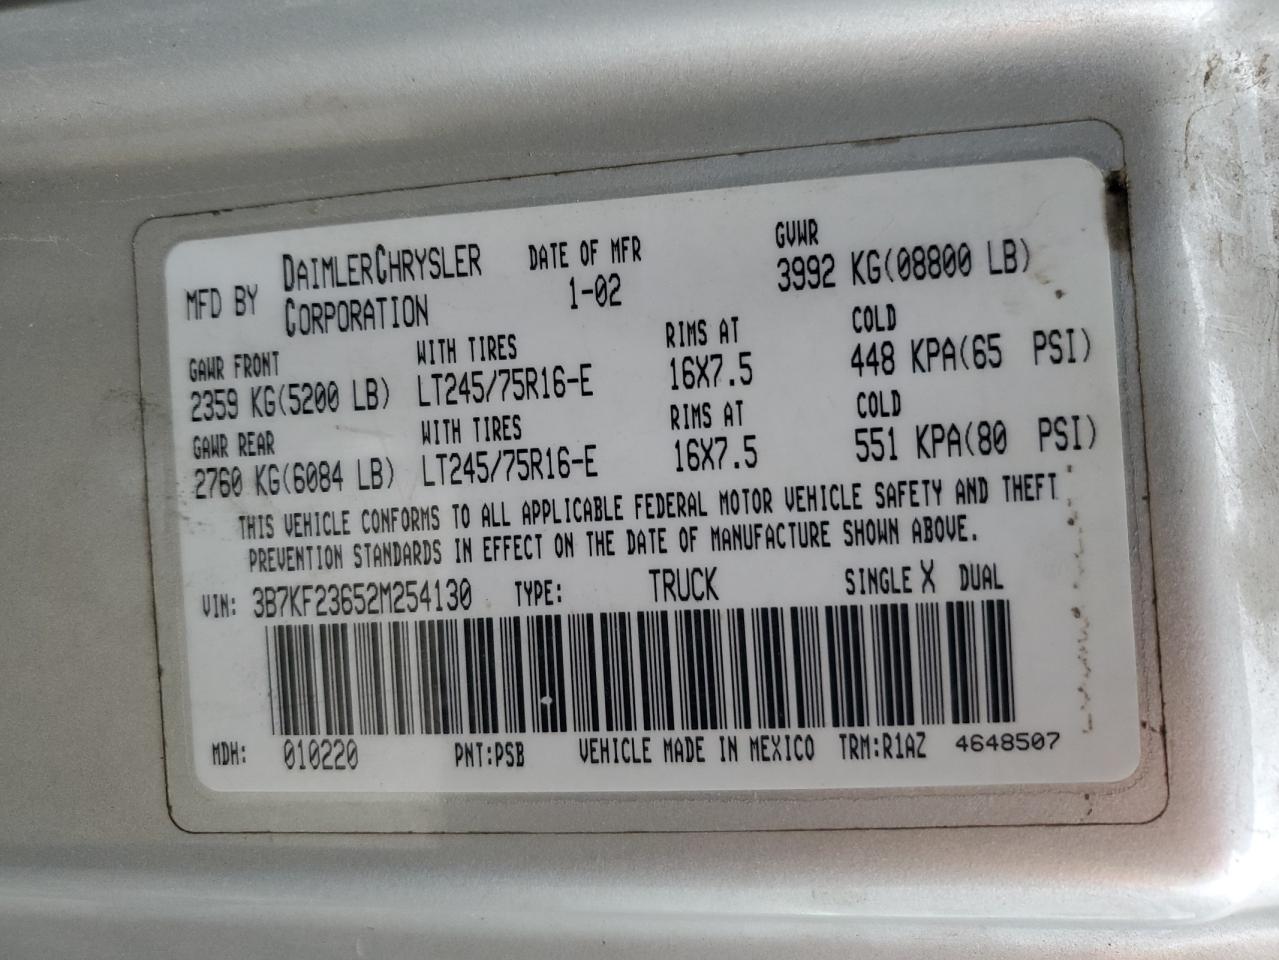 MFD BY DAIMLERCHRYSLER CORPORATION DATE OF MFR 1-02 GVWR 3992 KG(08800 LB)
GAWR FRONT WITH TIRES RIMS AT COLD
2359 KG(5200 LB) LT245/75R16-E 16X7.5 448 KPA(65 PSI)
GAWR REAR WITH TIRES RIMS AT COLD
2760 KG(6084 LB) LT245/75R16-E 16X7.5 551 KPA(80 PSI)
THIS VEHICLE CONFORMS TO ALL APPLICABLE FEDERAL MOTOR VEHICLE SAFETY AND THEFT
PREVENTION STANDARDS IN EFFECT ON THE DATE OF MANUFACTURE SHOWN ABOVE.
VIN: 3B7KF23652M254130 TYPE: TRUCK SINGLE X DUAL
MDH: 010220 PNT:PSB VEHICLE MADE IN MEXICO TRM:R1AZ 4648507